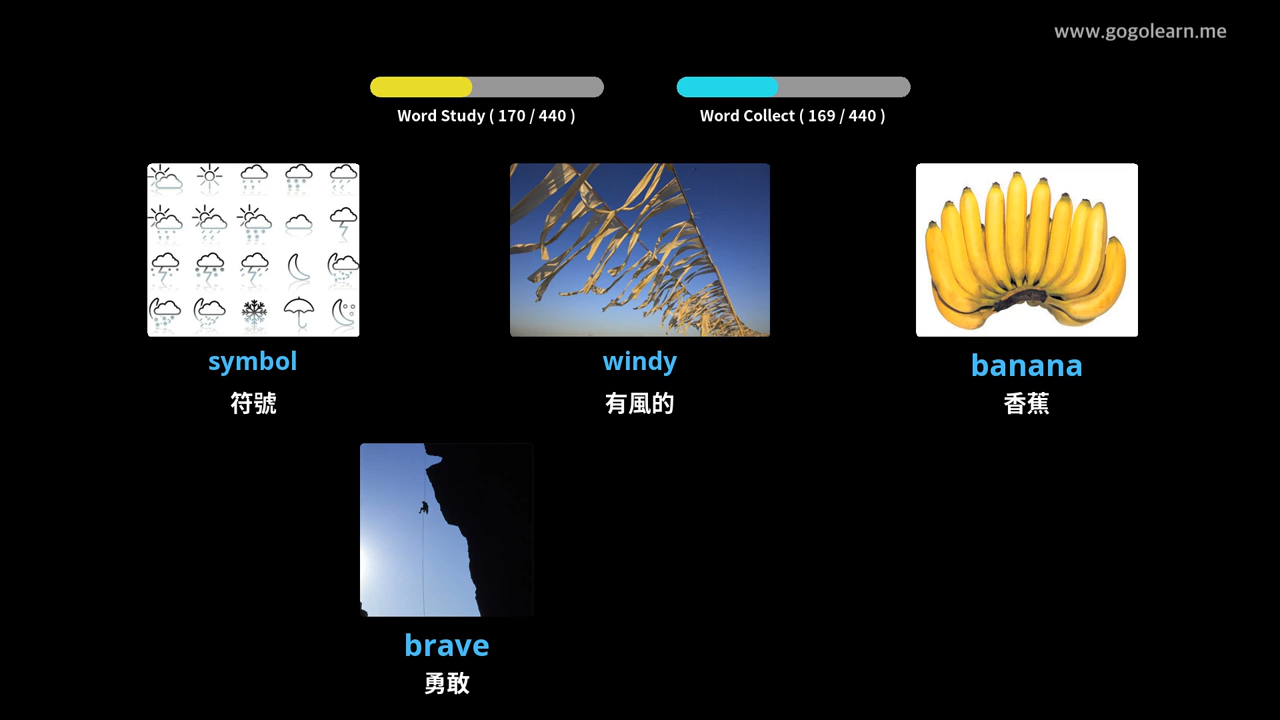 www.gogolearn.me
Word Study ( 170 / 440 )
Word Collect ( 169 / 440 )
symbol
符號
windy
有風的
banana
香蕉
brave
勇敢